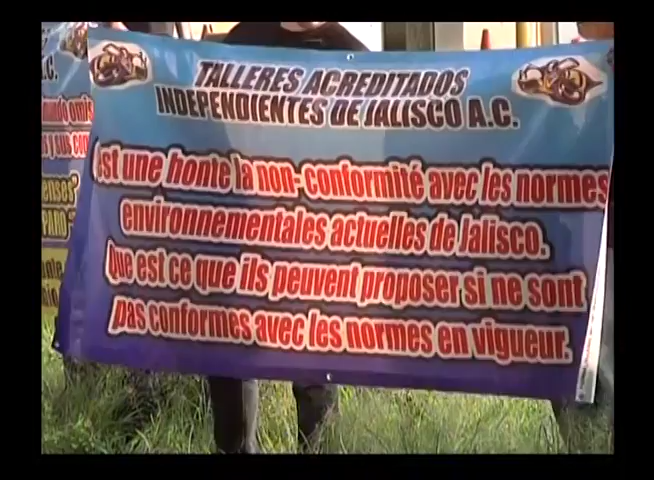 TALLERES ACREDITADOS
INDEPENDIENTES DE JALISCO A.C.
est une honte la non-conformité avec les normes
environnementales actuelles de Jalisco.
Que est ce que ils peuvent proposer si ne sont
pas conformes avec les normes en vigueur.